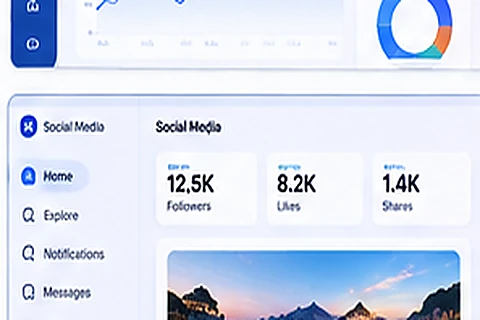 Social Media
Social Media
Home
12,5K
Followers
8.2K
Likes
1.4K
Shares
Explore
Notifications
Messages